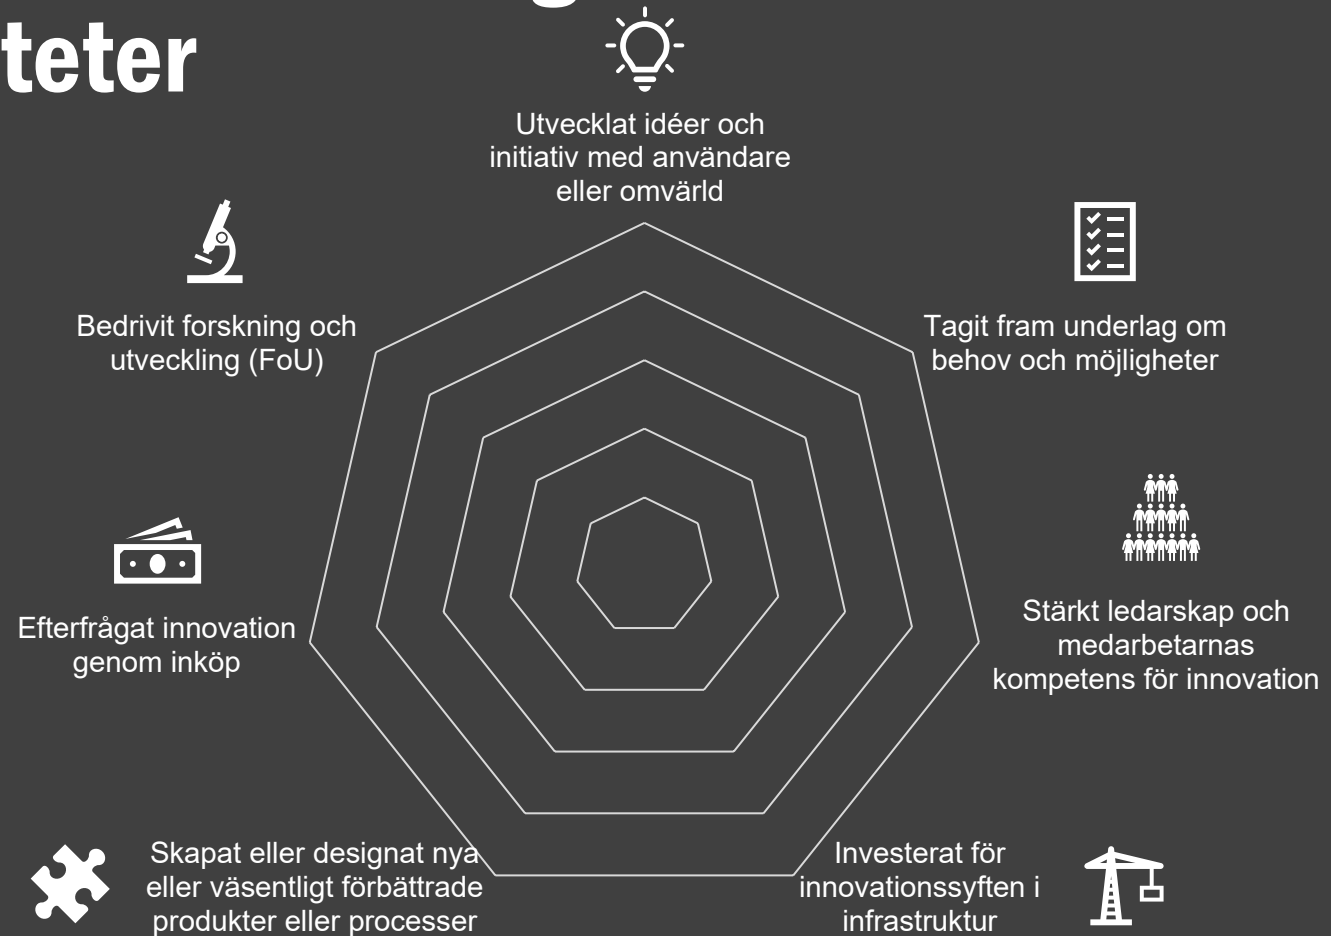 teter
Utvecklat idéer och
initiativ med användare
eller omvärld
Tagit fram underlag om
behov och möjligheter
Stärkt ledarskap och
medarbetarnas
kompetens för innovation
Investerat för
innovationssyften i
infrastruktur
Skapat eller designat nya
eller väsentligt förbättrade
produkter eller processer
Efterfrågat innovation
genom inköp
Bedrivit forskning och
utveckling (FoU)